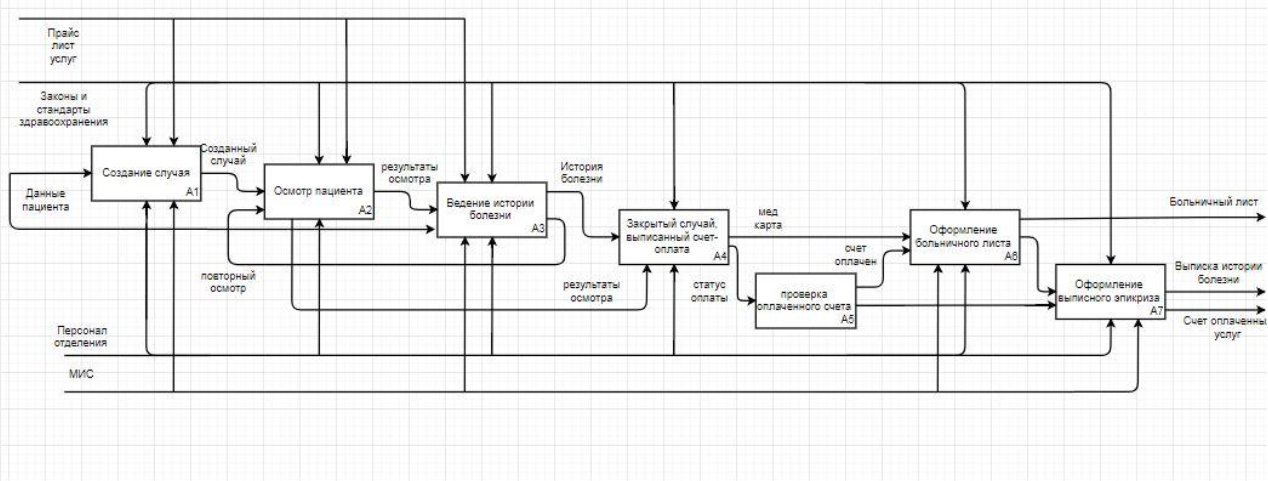 Прайс
лист
услуг
Законы и
стандарты
здравоохранения
Создание случая
A1
Данные
пациента
Созданный
случай
Осмотр пациента
A2
результаты
осмотра
Ведение истории
болезни
A3
повторный
осмотр
История
болезни
Закрытый случай,
выписанный счет-
оплата
A4
результаты
осмотра
мед
карта
статус
оплаты
проверка
оплаченного счета
A5
счет
оплачен
Оформление
больничного листа
A6
Оформление
выписного эпикриза
A7
Больничный лист
Выписка истории
болезни
Счет оплаченны
услуг
Персонал
отделения
МИС